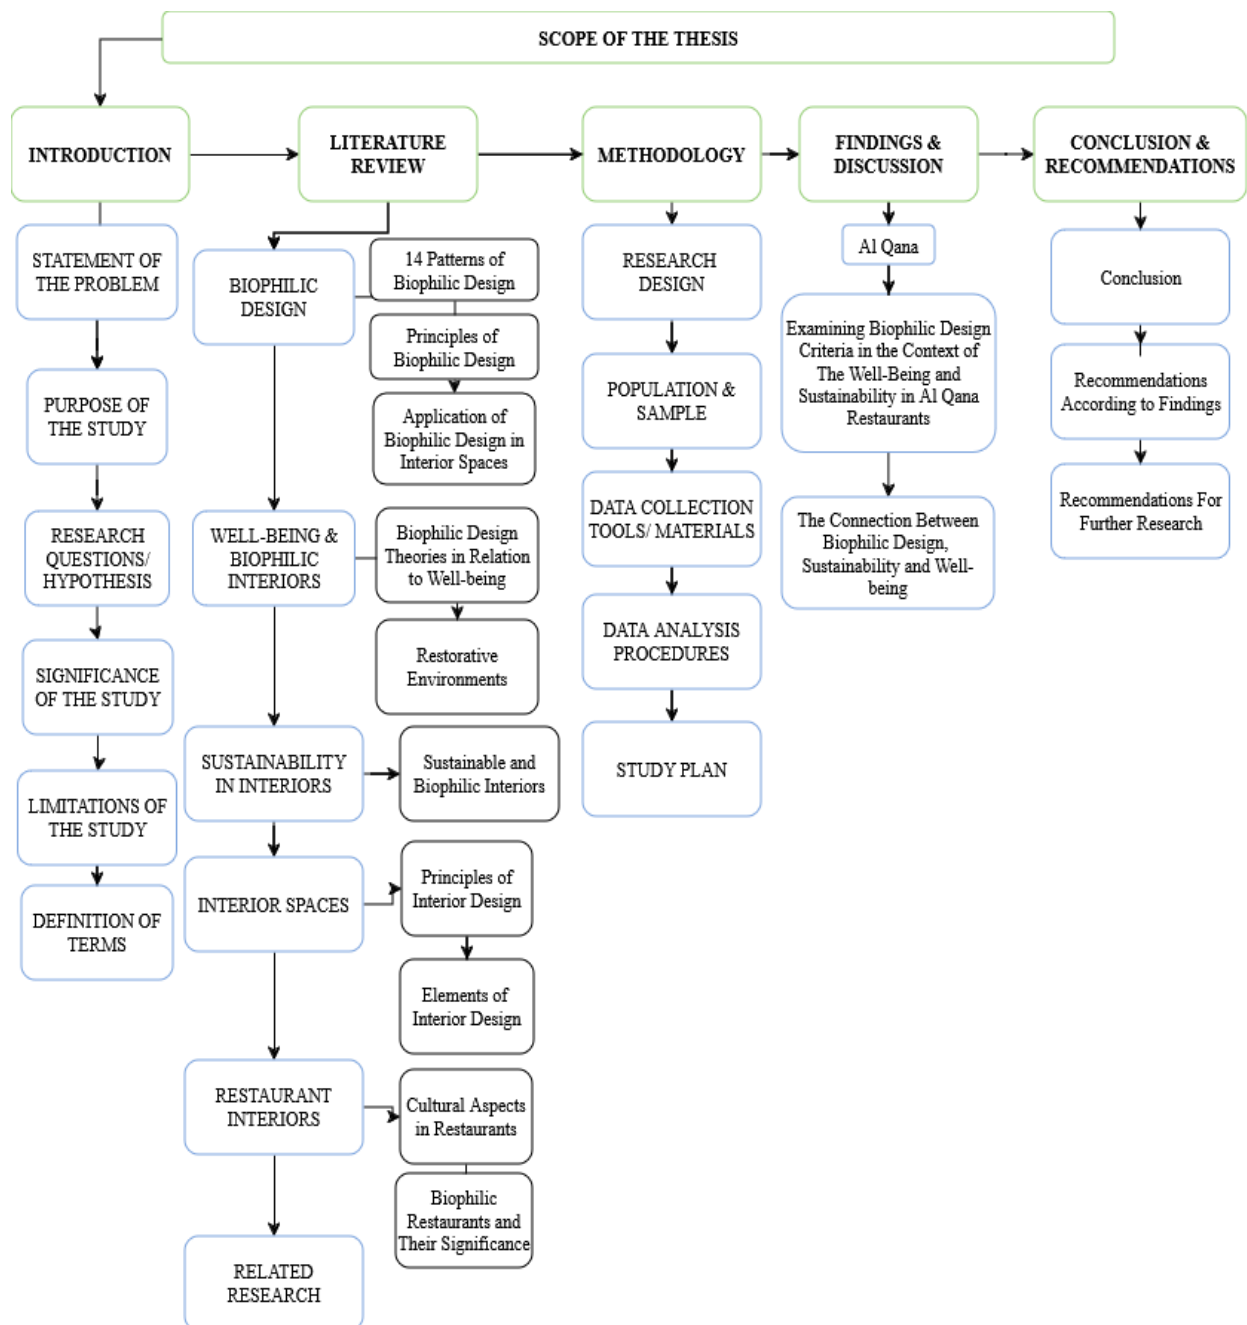 SCOPE OF THE THESIS
INTRODUCTION
LITERATURE
REVIEW
METHODOLOGY
FINDINGS &
DISCUSSION
CONCLUSION &
RECOMMENDATIONS
STATEMENT OF
THE PROBLEM
PURPOSE OF
THE STUDY
RESEARCH
QUESTIONS/
HYPOTHESIS
SIGNIFICANCE
OF THE STUDY
LIMITATIONS OF
THE STUDY
DEFINITION OF
TERMS
BIOPHILIC
DESIGN
14 Patterns of
Biophilic Design
Principles of
Biophilic Design
Application of
Biophilic Design in
Interior Spaces
WELL-BEING &
BIOPHILIC
INTERIORS
Biophilic Design
Theories in Relation
to Well-being
Restorative
Environments
SUSTAINABILITY
IN INTERIORS
Sustainable and
Biophilic Interiors
INTERIOR SPACES
Principles of
Interior Design
Elements of
Interior Design
RESTAURANT
INTERIORS
Cultural Aspects
in Restaurants
Biophilic
Restaurants and
Their Significance
RELATED
RESEARCH
RESEARCH
DESIGN
POPULATION &
SAMPLE
DATA COLLECTION
TOOLS/ MATERIALS
DATA ANALYSIS
PROCEDURES
STUDY PLAN
Al Qana
Examining Biophilic Design
Criteria in the Context of
The Well-Being and
Sustainability in Al Qana
Restaurants
The Connection Between
Biophilic Design,
Sustainability and Well-
being
Conclusion
Recommendations
According to Findings
Recommendations For
Further Research